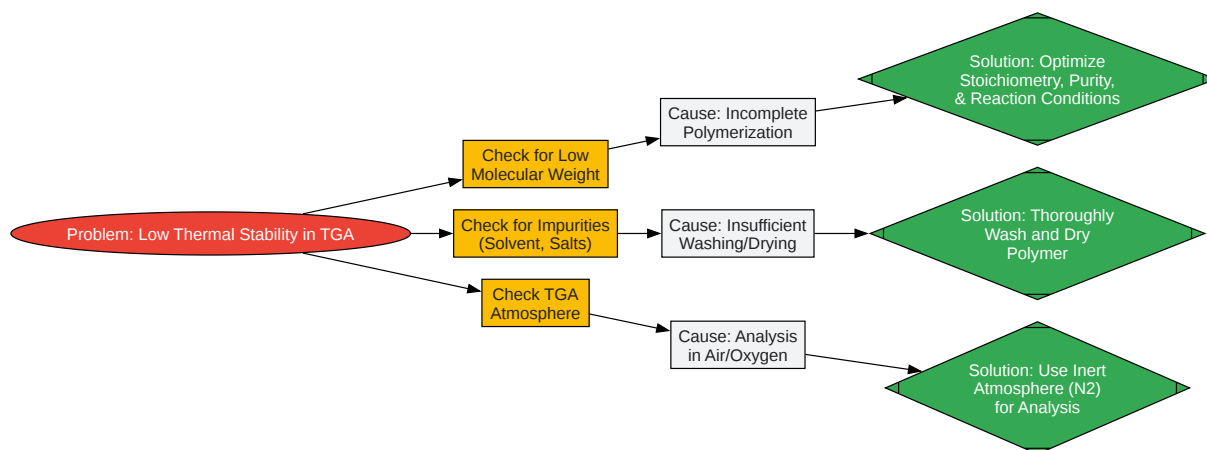 Problem: Low Thermal Stability in TGA
Check for Low
Molecular Weight
Cause: Incomplete
Polymerization
Solution: Optimize
Stoichiometry, Purity,
& Reaction Conditions
Check for Impurities
(Solvent, Salts)
Cause: Insufficient
Washing/Drying
Solution: Thoroughly
Wash and Dry
Polymer
Check TGA
Atmosphere
Cause: Analysis
in Air/Oxygen
Solution: Use Inert
Atmosphere (N2)
for Analysis